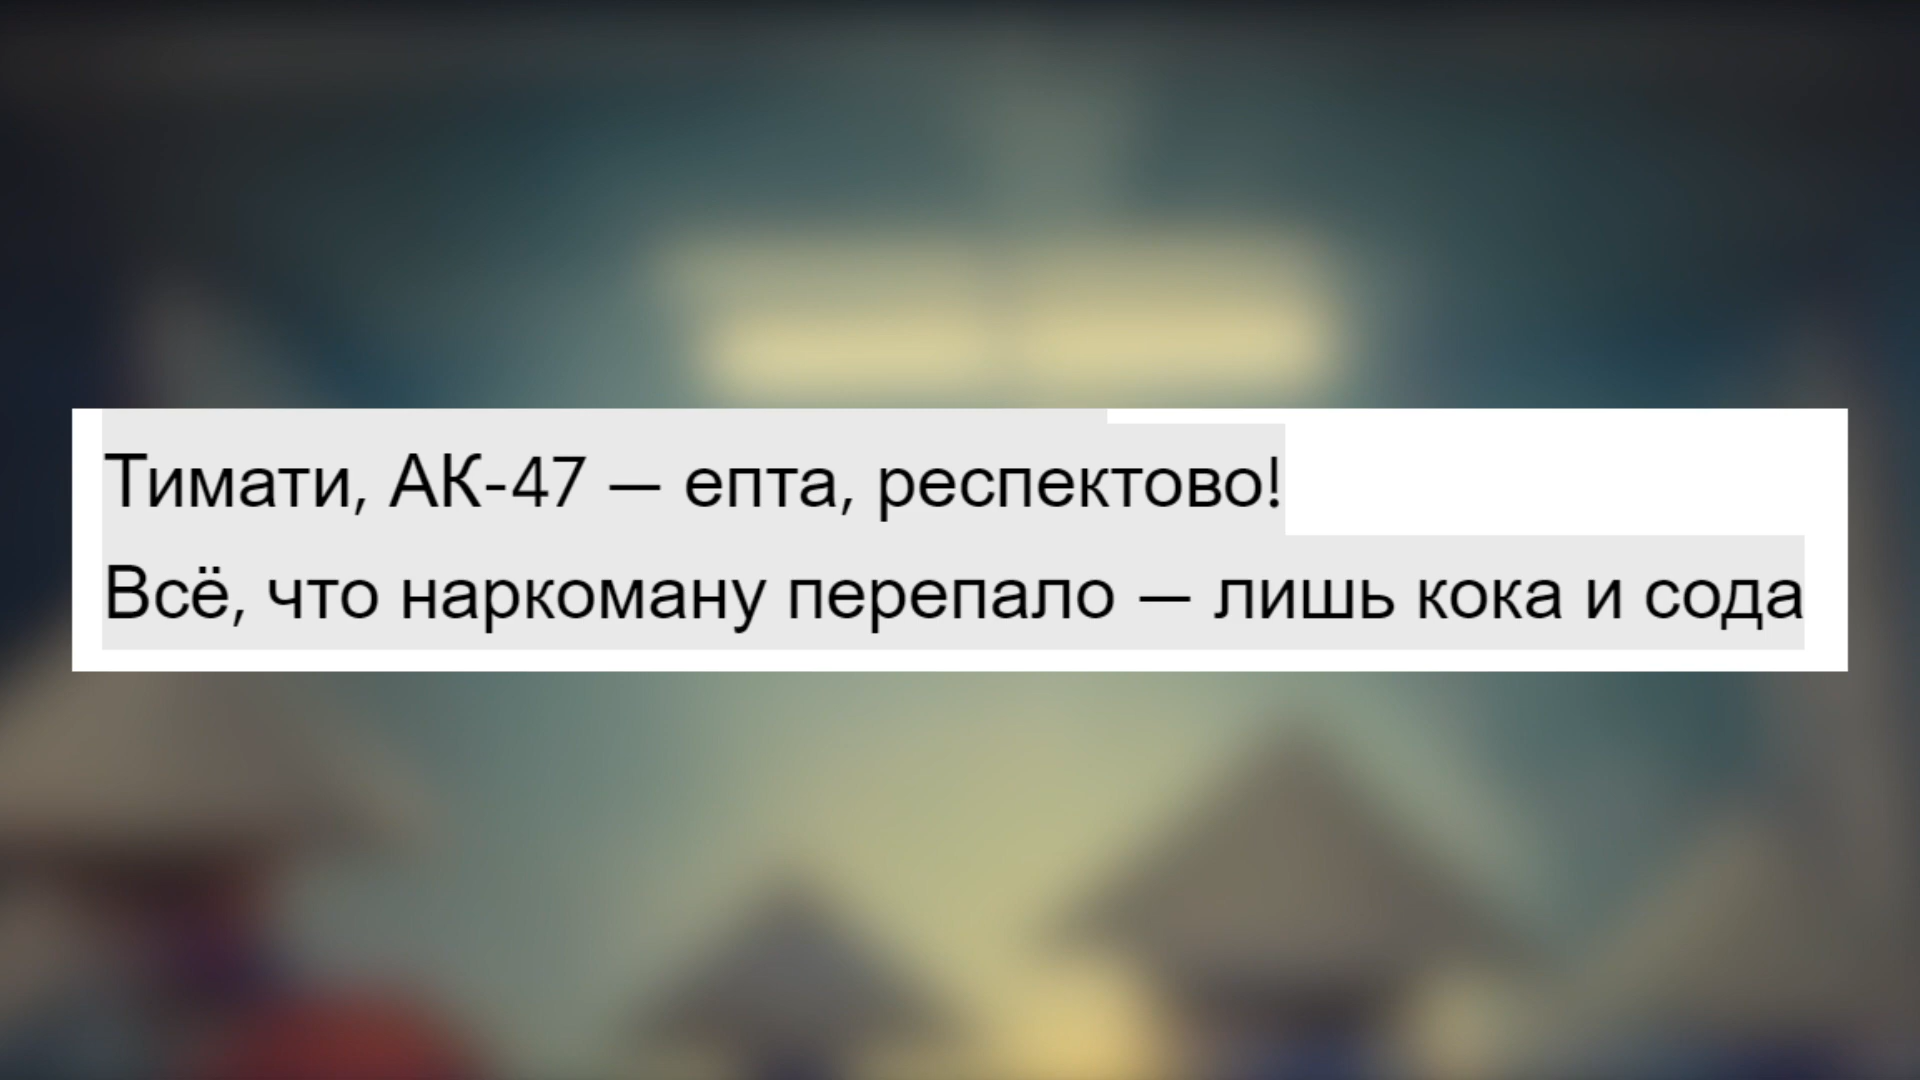 Тимати, АК-47 — епта, респектово!
Всё, что наркоману перепало — лишь кока и сода